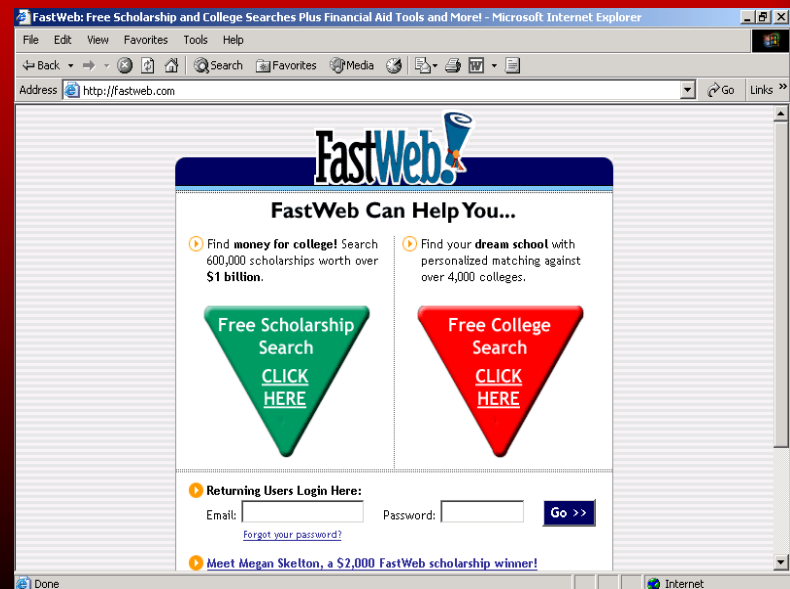 FastWeb: Free Scholarship and College Searches Plus Financial Aid Tools and More! - Microsoft Internet Explorer
File Edit View Favorites Tools Help
Back Search Favorites Media
Address http://fastweb.com Go Links »
FastWeb!
FastWeb Can Help You...
Find money for college! Search
600,000 scholarships worth over
$1 billion.
Find your dream school with
personalized matching against
over 4,000 colleges.
Free Scholarship
Search
CLICK
HERE
Free College
Search
CLICK
HERE
Returning Users Login Here:
Email: Password: Go >>
Forgot your password?
Meet Megan Skelton, a $2,000 FastWeb scholarship winner!
Done Internet